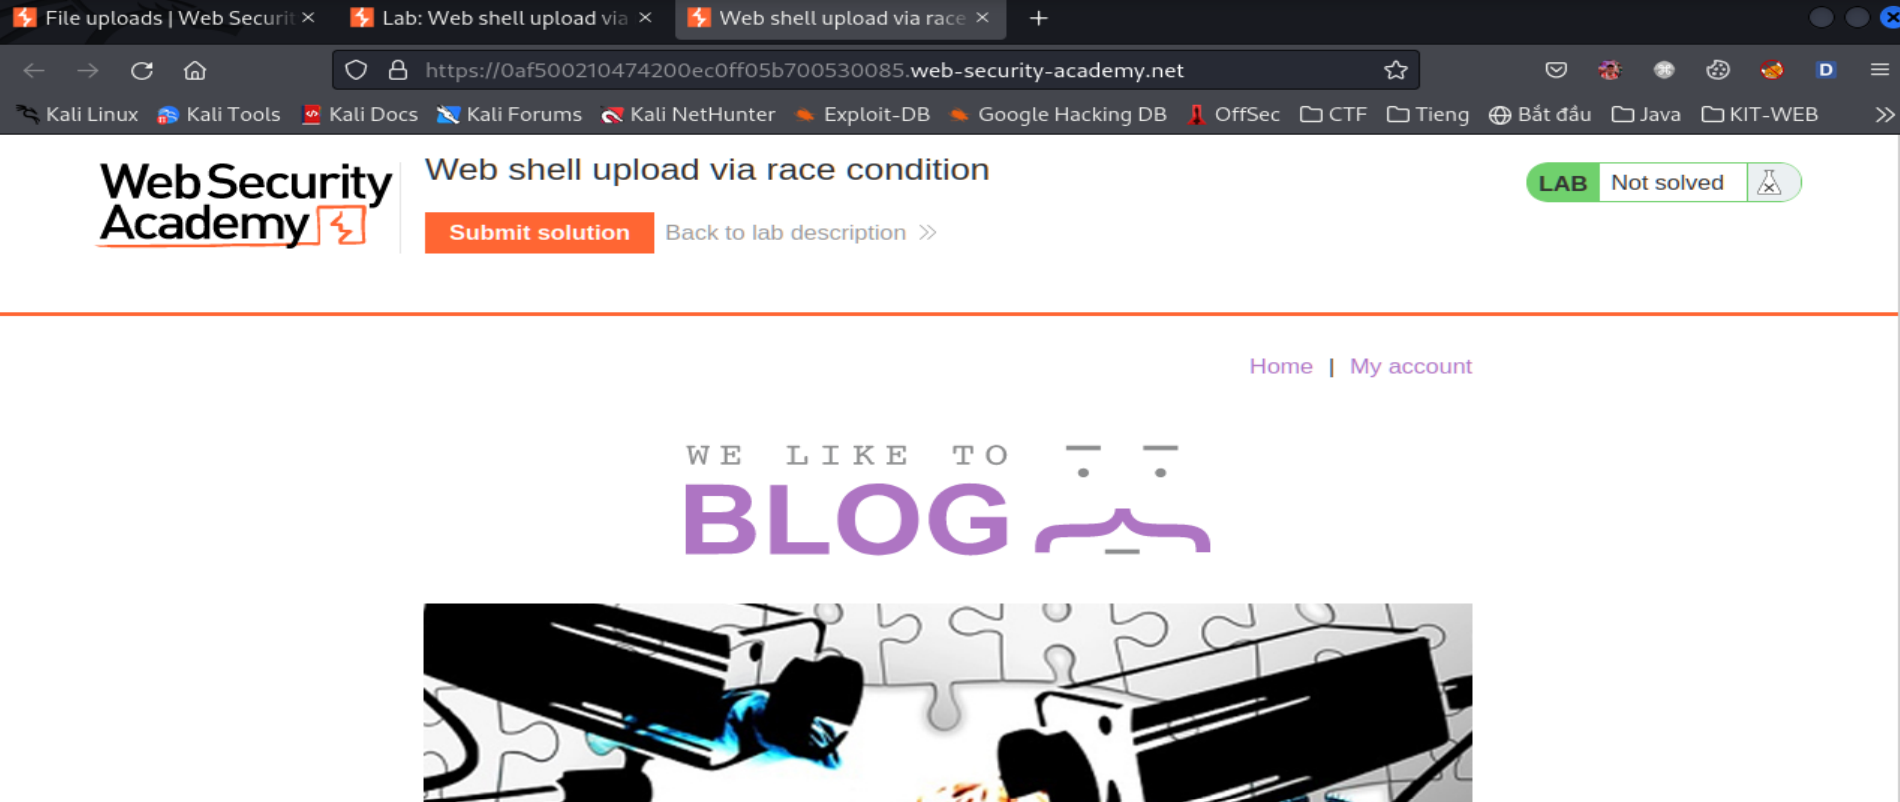 File uploads | Web Securit
Lab: Web shell upload via
Web shell upload via race
https://0af500210474200ec0ff05b700530085.web-security-academy.net
D
Kali Linux Kali Tools Kali Docs Kali Forums Kali NetHunter Exploit-DB Google Hacking DB OffSec CTF Tieng Bắt đầu Java KIT-WEB
Web Security
Academy
Web shell upload via race condition
Submit solution Back to lab description
LAB Not solved
Home | My account
WE LIKE TO
BLOG